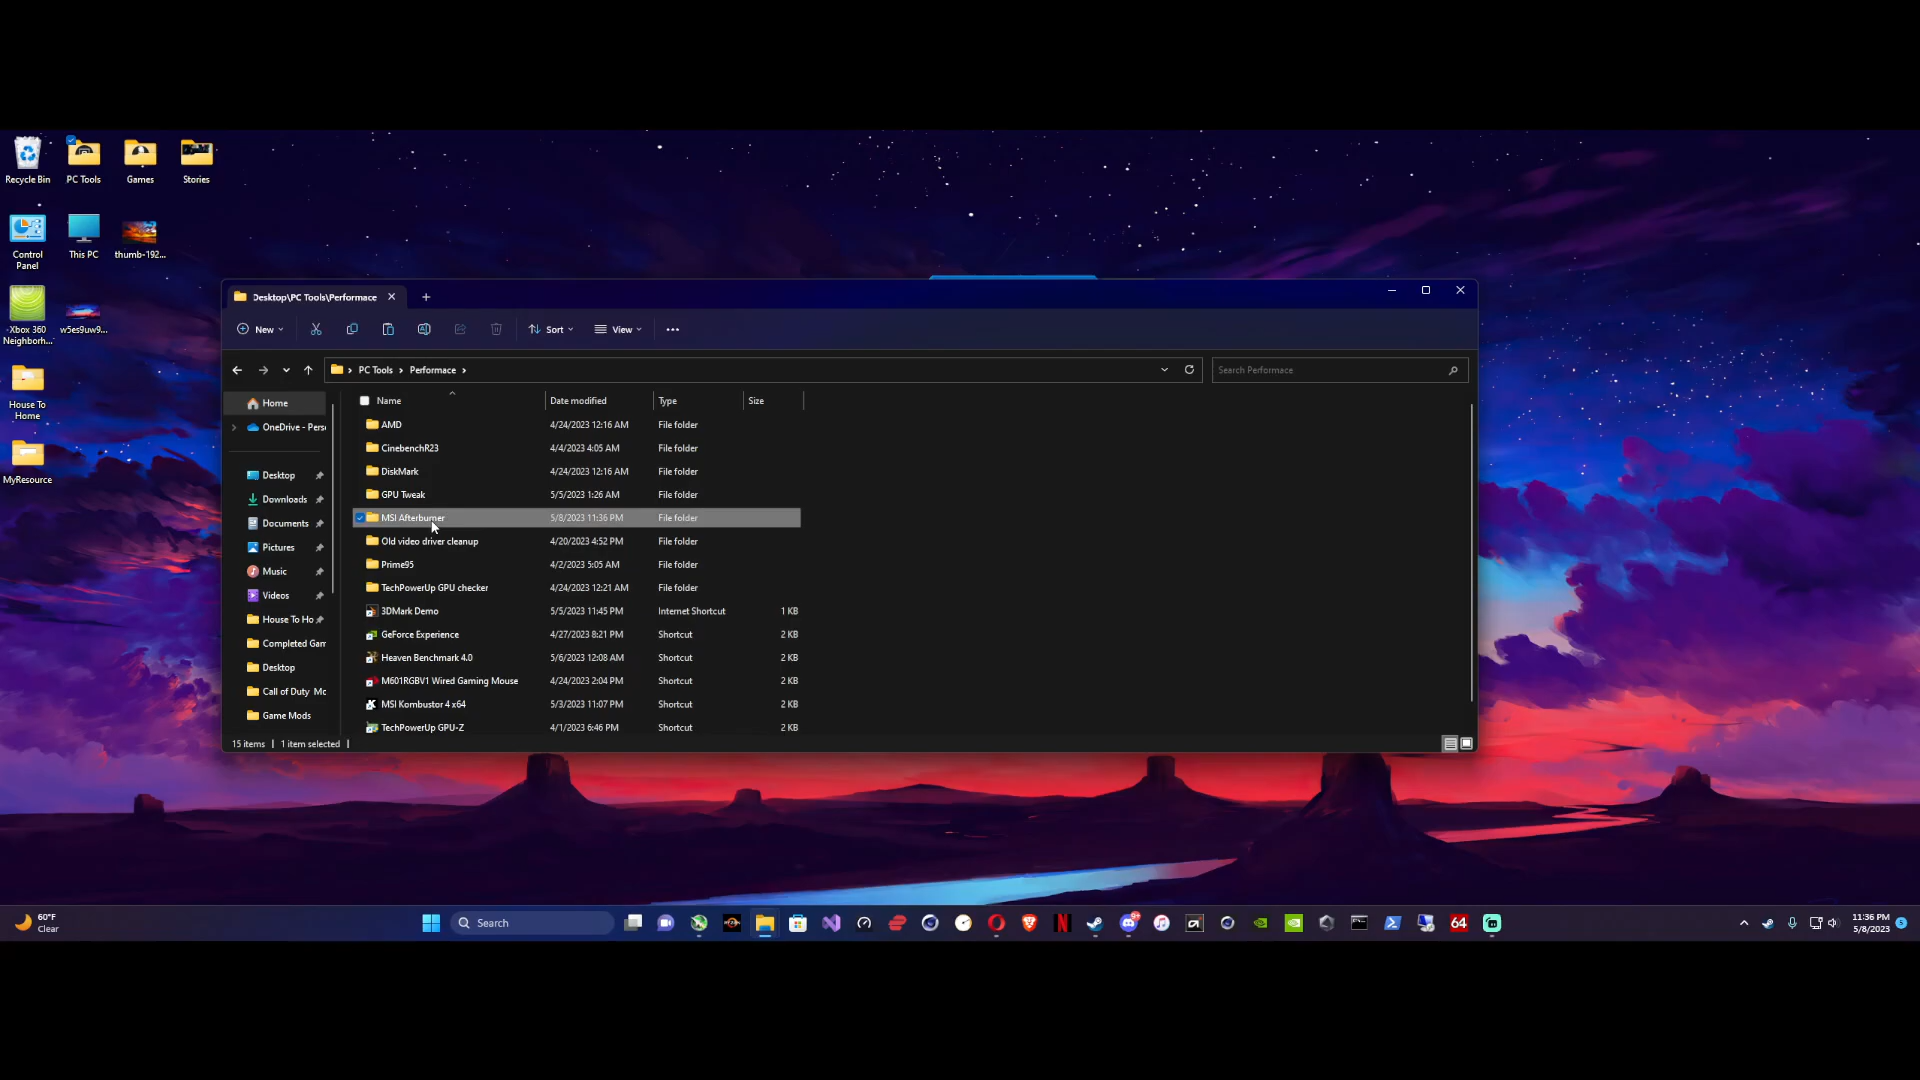 Recycle Bin
PC Tools
Games
Stories
Control
Panel
This PC
thumb-192...
Xbox 360
Neighborh...
w5es9uw9...
House To
Home
MyResource
Desktop\PC Tools\Performace
New
Sort
View
PC Tools
Performace
Search Performace
Home
OneDrive - Pers
Desktop
Downloads
Documents
Pictures
Music
Videos
House To Ho
Completed Gam
Desktop
Call of Duty Mo
Game Mods
Name Date modified Type Size
AMD 4/24/2023 12:16 AM File folder
CinebenchR23 4/4/2023 4:05 AM File folder
DiskMark 4/24/2023 12:16 AM File folder
GPU Tweak 5/5/2023 1:26 AM File folder
MSI Afterburner 5/8/2023 11:36 PM File folder
Old video driver cleanup 4/20/2023 4:52 PM File folder
Prime95 4/2/2023 5:05 AM File folder
TechPowerUp GPU checker 4/24/2023 12:21 AM File folder
3DMark Demo 5/5/2023 11:45 PM Internet Shortcut 1 KB
GeForce Experience 4/27/2023 8:21 PM Shortcut 2 KB
Heaven Benchmark 4.0 5/6/2023 12:08 AM Shortcut 2 KB
M601RGBV1 Wired Gaming Mouse 4/24/2023 2:04 PM Shortcut 2 KB
MSI Kombustor 4 x64 5/3/2023 11:07 PM Shortcut 2 KB
TechPowerUp GPU-Z 4/1/2023 6:46 PM Shortcut 2 KB
15 items
1 item selected
60°F
Clear
Search
64
11:36 PM
5/8/2023
5